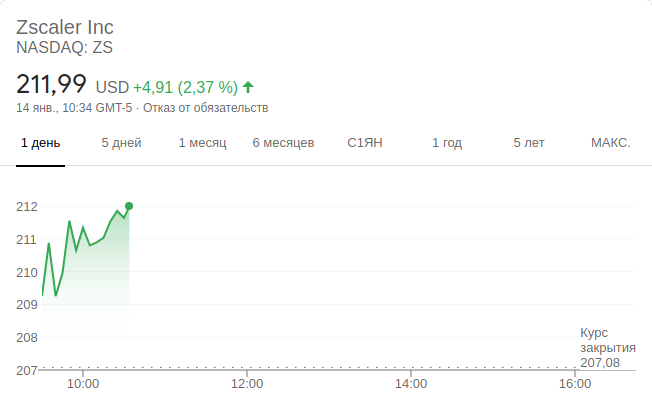 Zscaler Inc
NASDAQ: ZS
211,99 USD +4,91 (2,37 %)
14 янв., 10:34 GMT-5 · Отказ от обязательств
1 день 5 дней 1 месяц 6 месяцев С1ЯН 1 год 5 лет МАКС.
212
211
210
209
208
207
Курс
закрытия
207,08
10:00 12:00 14:00 16:00